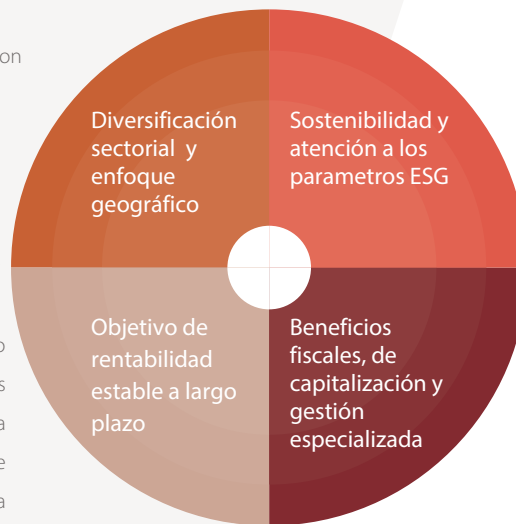 on
Diversificación
sectorial y
enfoque
geográfico
Sostenibilidad y
atención a los
parametros ESG
Objetivo de
rentabilidad
estable a largo
plazo
Beneficios
fiscales, de
capitalización y
gestión
especializada
o
s
a
e
a